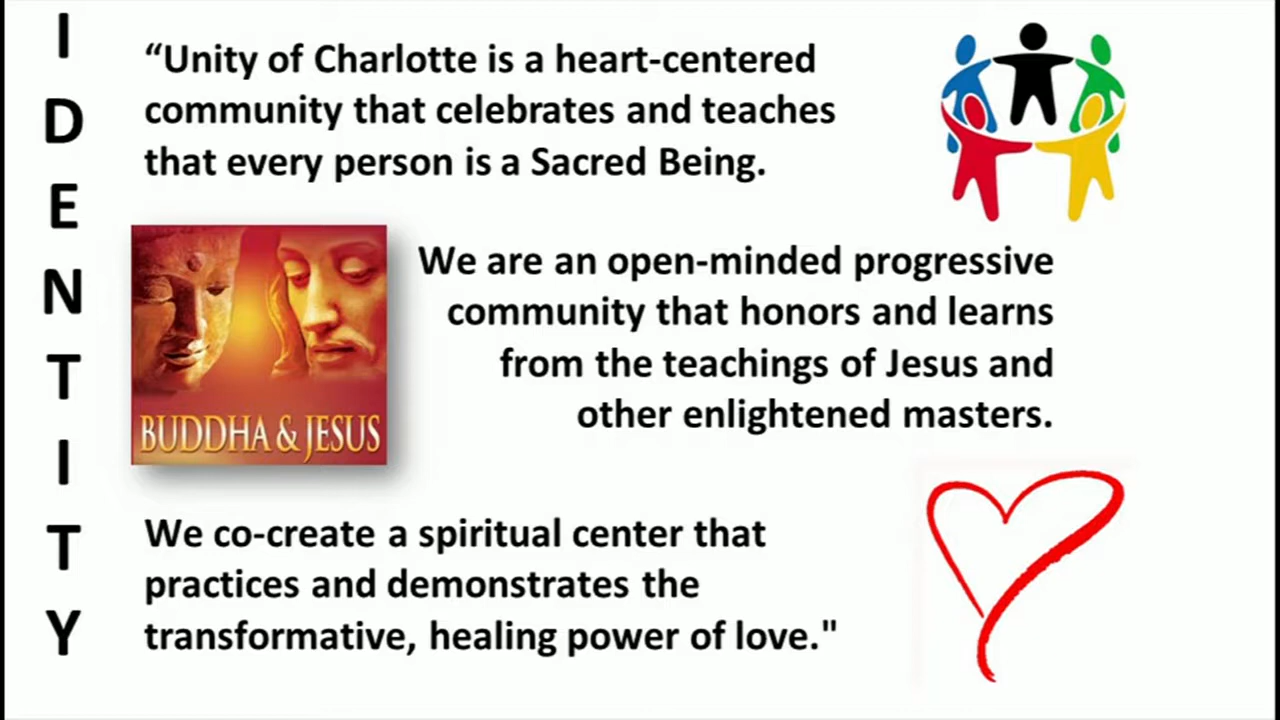 IDENTITY
“Unity of Charlotte is a heart-centered
community that celebrates and teaches
that every person is a Sacred Being.
We are an open-minded progressive
community that honors and learns
from the teachings of Jesus and
other enlightened masters.
BUDDHA & JESUS
We co-create a spiritual center that
practices and demonstrates the
transformative, healing power of love."